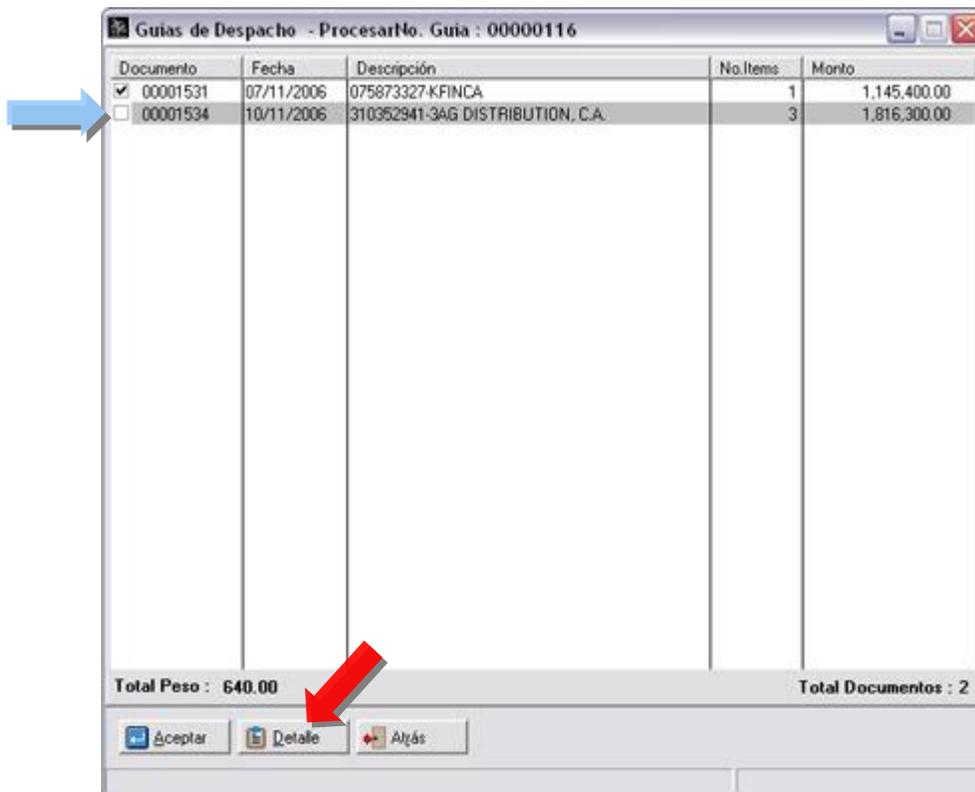 Guias de Despacho - ProcesarNo. Guia : 00000116
Documento Fecha Descripción No.Items Monto
00001531 07/11/2006 075873327-KFINCA 1 1,145,400.00
00001534 10/11/2006 310352941-3AG DISTRIBUTION, C.A. 3 1,816,300.00
Total Peso : 640.00 Total Documentos : 2
Aceptar Detalle Atrás